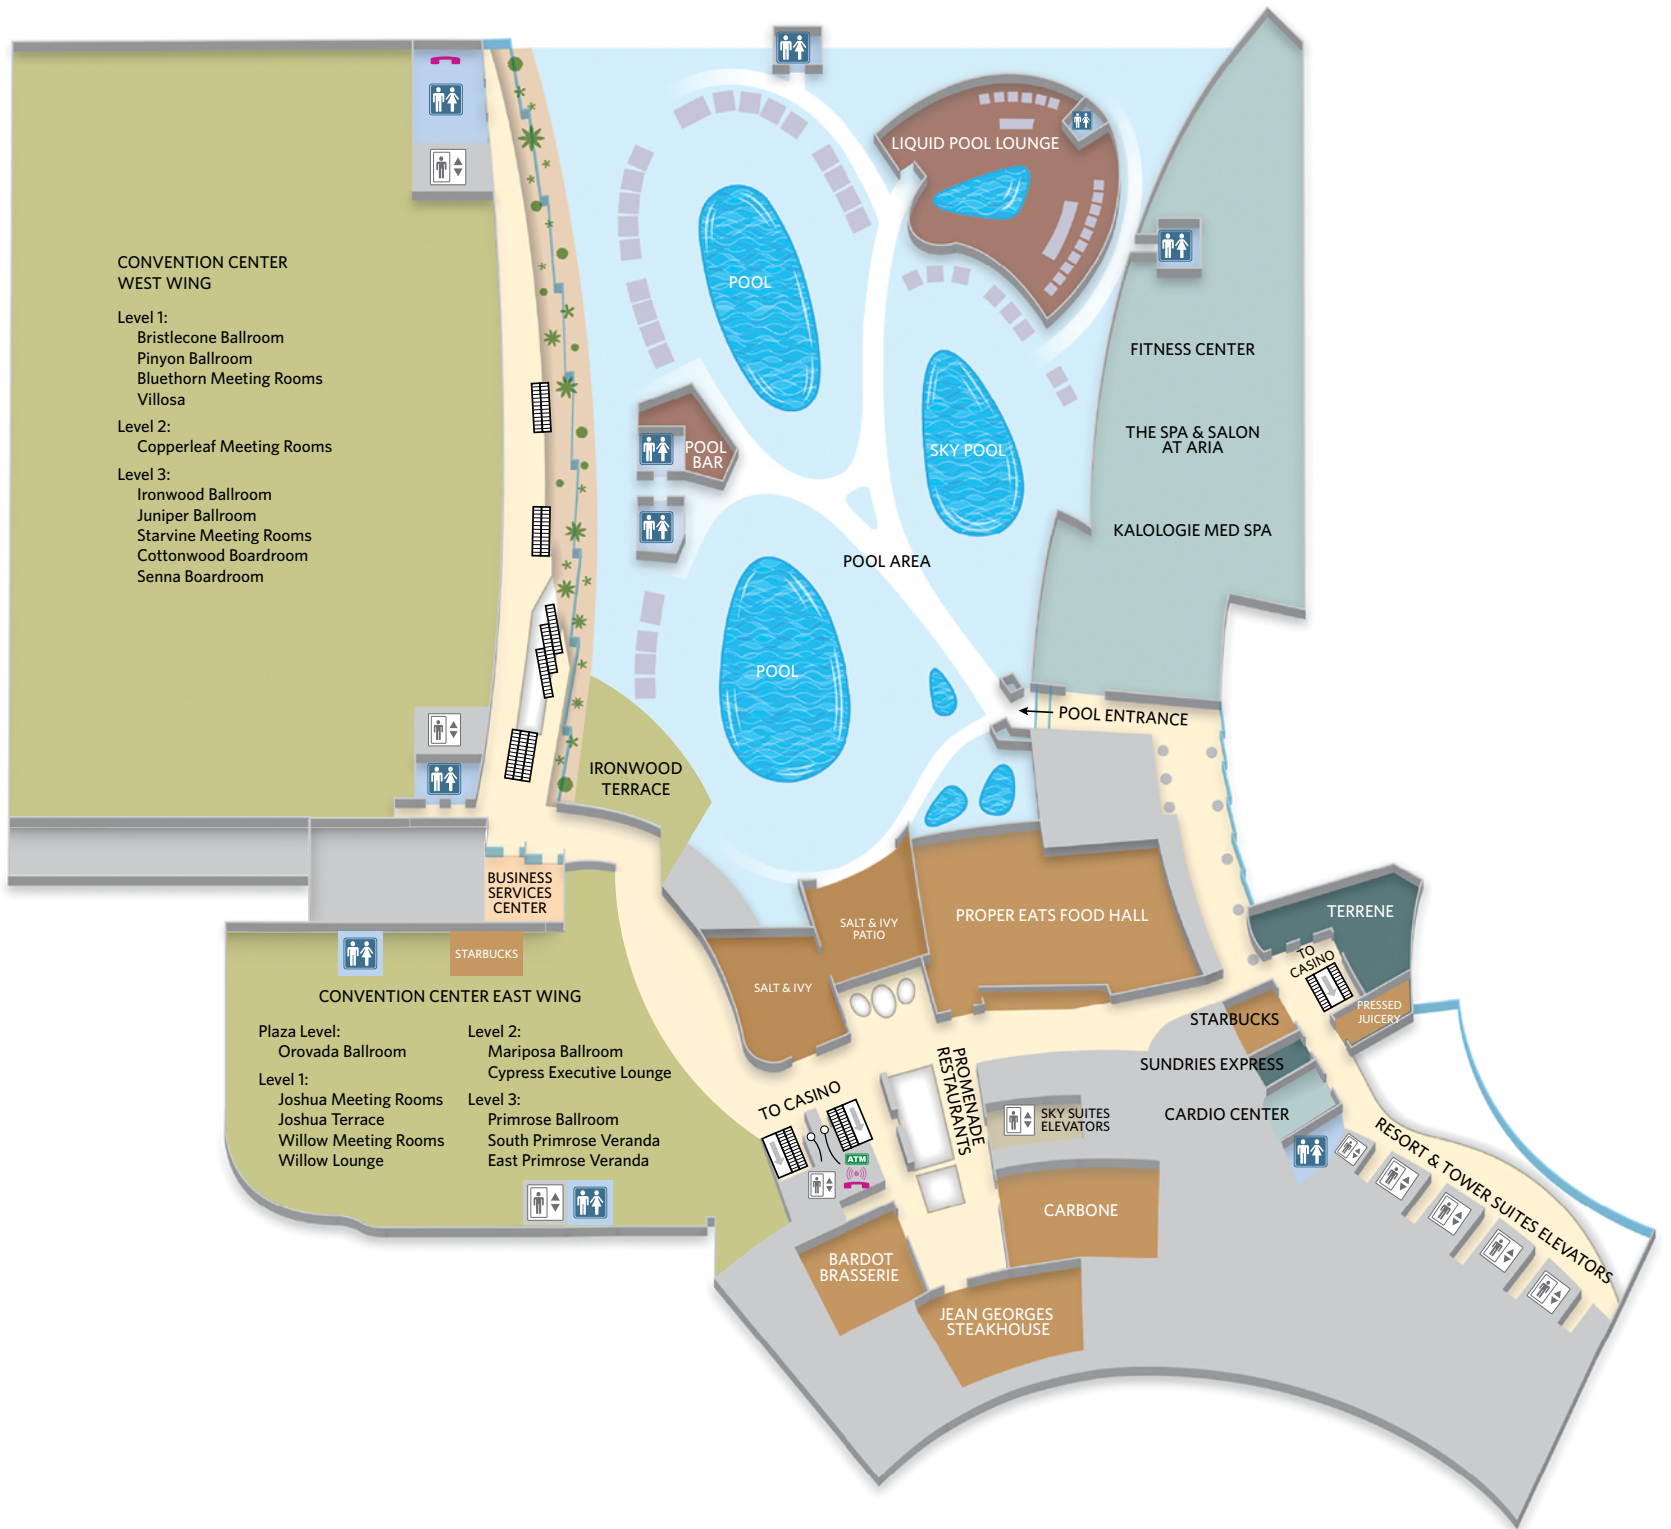 LIQUID POOL LOUNGE
CONVENTION CENTER
WEST WING
Level 1:
Bristlecone Ballroom
Pinyon Ballroom
Bluethorn Meeting Rooms
Villosa
Level 2:
Copperleaf Meeting Rooms
Level 3:
Ironwood Ballroom
Juniper Ballroom
Starvine Meeting Rooms
Cottonwood Boardroom
Senna Boardroom
POOL
FITNESS CENTER
THE SPA & SALON
AT ARIA
KALOLOGIE MED SPA
POOL
BAR
SKY POOL
POOL AREA
POOL
POOL ENTRANCE
IRONWOOD
TERRACE
BUSINESS
SERVICES
CENTER
SALT & IVY
PATIO
PROPER EATS FOOD HALL
TERRENE
TO
CASINO
STARBUCKS
SALT & IVY
PRESSED
JUICERY
STARBUCKS
SUNDRIES EXPRESS
CARDIO CENTER
CONVENTION CENTER EAST WING
Plaza Level:
Orovada Ballroom
Level 1:
Joshua Meeting Rooms
Joshua Terrace
Willow Meeting Rooms
Willow Lounge
Level 2:
Mariposa Ballroom
Cypress Executive Lounge
Level 3:
Primrose Ballroom
South Primrose Veranda
East Primrose Veranda
TO CASINO
ATM
PROMENADE
RESTAURANTS
SKY SUITES
ELEVATORS
RESORT & TOWER SUITES ELEVATORS
CARBONE
BARDOT
BRASSERIE
JEAN GEORGES
STEAKHOUSE